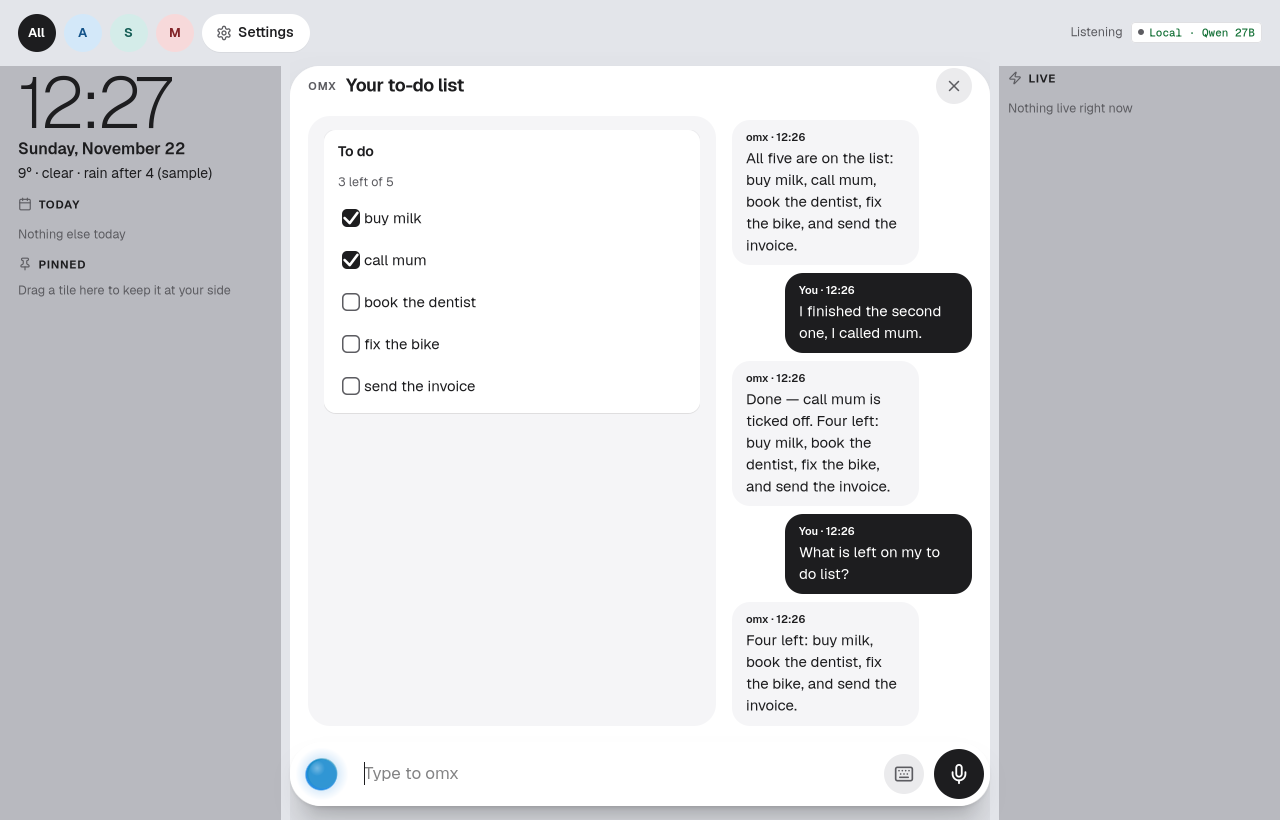 All
A
S
M
Settings
Listening
Local · Qwen 27B
12:27
Sunday, November 22
9° · clear · rain after 4 (sample)
TODAY
Nothing else today
PINNED
Drag a tile here to keep it at your side
OMX Your to-do list
To do
3 left of 5
buy milk
call mum
book the dentist
fix the bike
send the invoice
omx · 12:26
All five are on the list:
buy milk, call mum,
book the dentist, fix
the bike, and send the
invoice.
You · 12:26
I finished the second
one, I called mum.
omx · 12:26
Done — call mum is
ticked off. Four left:
buy milk, book the
dentist, fix the bike,
and send the invoice.
You · 12:26
What is left on my to
do list?
omx · 12:26
Four left: buy milk,
book the dentist, fix
the bike, and send the
invoice.
Type to omx
LIVE
Nothing live right now